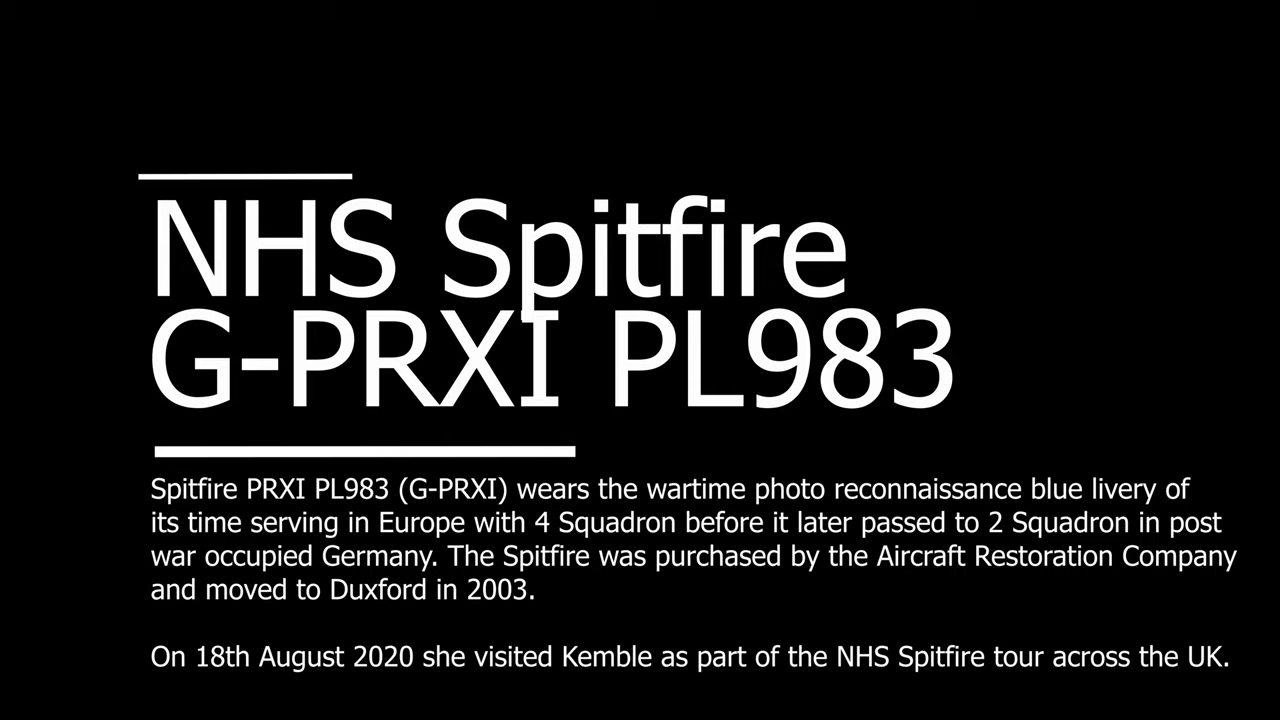 NHS Spitfire
G-PRXI PL983
Spitfire PRXI PL983 (G-PRXI) wears the wartime photo reconnaissance blue livery of
its time serving in Europe with 4 Squadron before it later passed to 2 Squadron in post
war occupied Germany. The Spitfire was purchased by the Aircraft Restoration Company
and moved to Duxford in 2003.
On 18th August 2020 she visited Kemble as part of the NHS Spitfire tour across the UK.